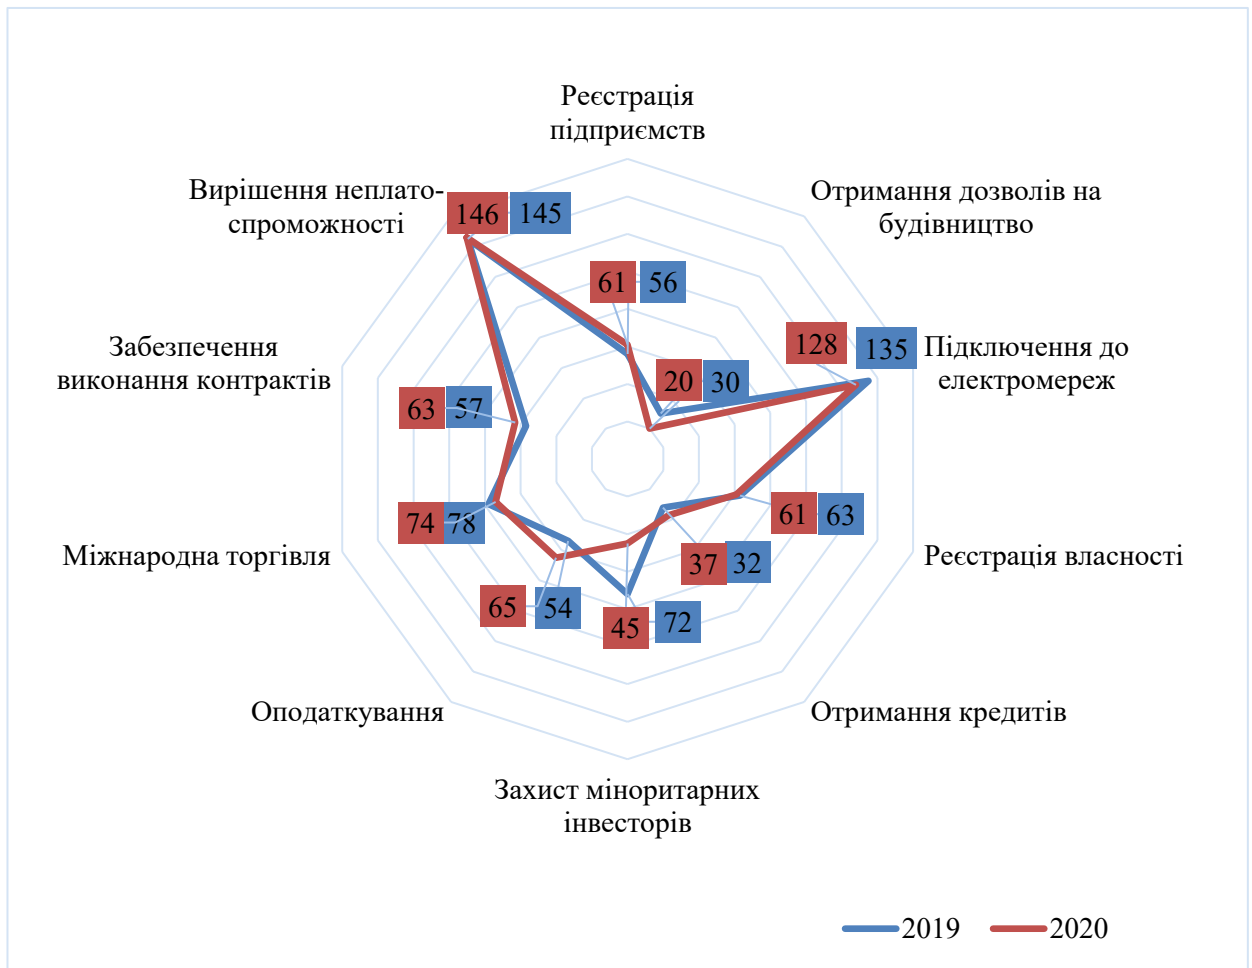 Реєстрація
підприємств
Вирішення неплато-
спроможності
Отримання дозволів на
будівництво
146 145
61 56
128 135
Підключення до
електромереж
Забезпечення
виконання контрактів
20 30
63 57
74 78
61 63
Міжнародна торгівля
Реєстрація власності
37 32
65 54
45 72
Оподаткування
Отримання кредитів
Захист міноритарних
інвесторів
2019 2020